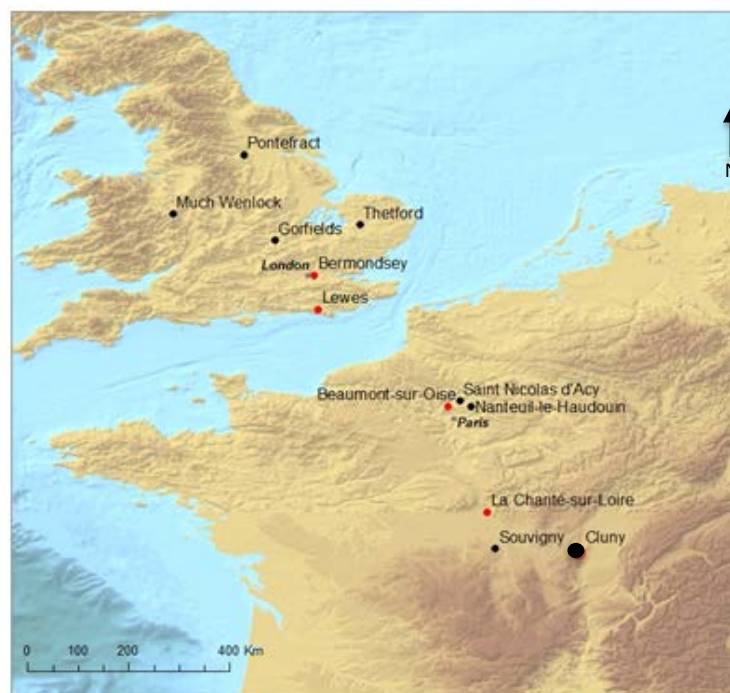 Pontefract
N
Much Wenlock
Thetford
Gorfields
London Bermondsey
Lewes
Saint Nicolas d'Acy
Beaumont-sur-Oise
Nanteuil-le-Haudouin
Paris
La Charité-sur-Loire
Souvigny
Cluny
0 100 200 400 Km